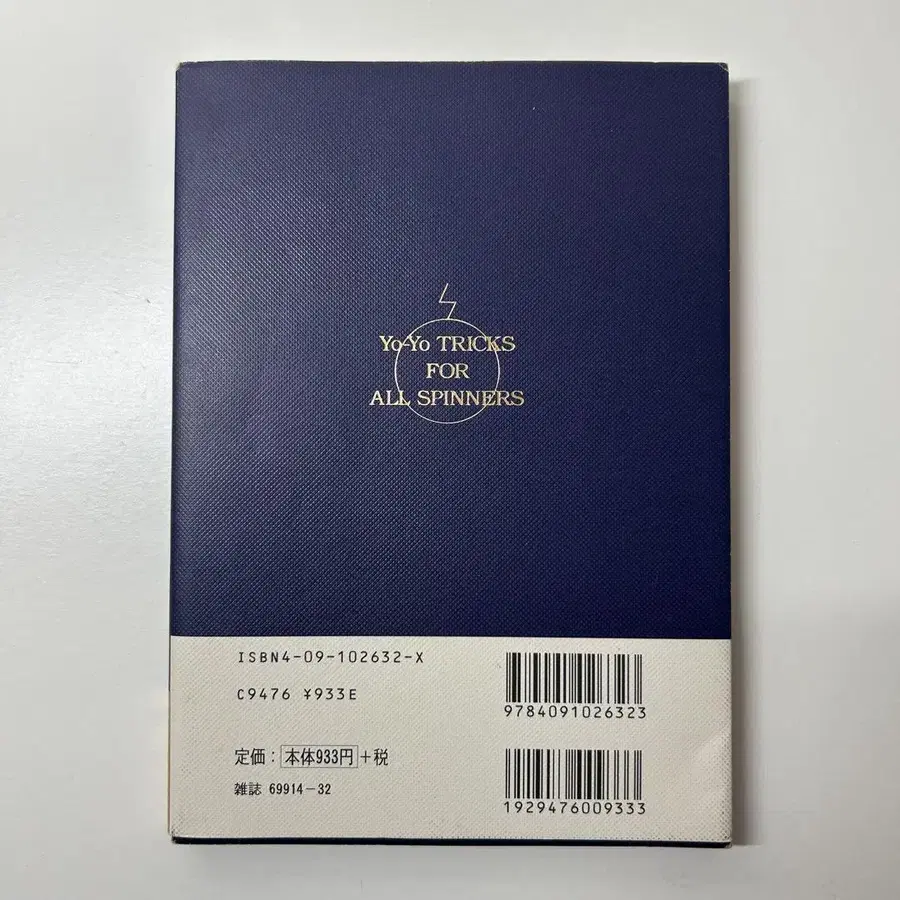 Yo-Yo TRICKS
FOR
ALL SPINNERS
ISBN4-09-102632-X
C9476 ¥933E
定価：本体933円＋税
雑誌 69914-32
9784091026323
1929476009333